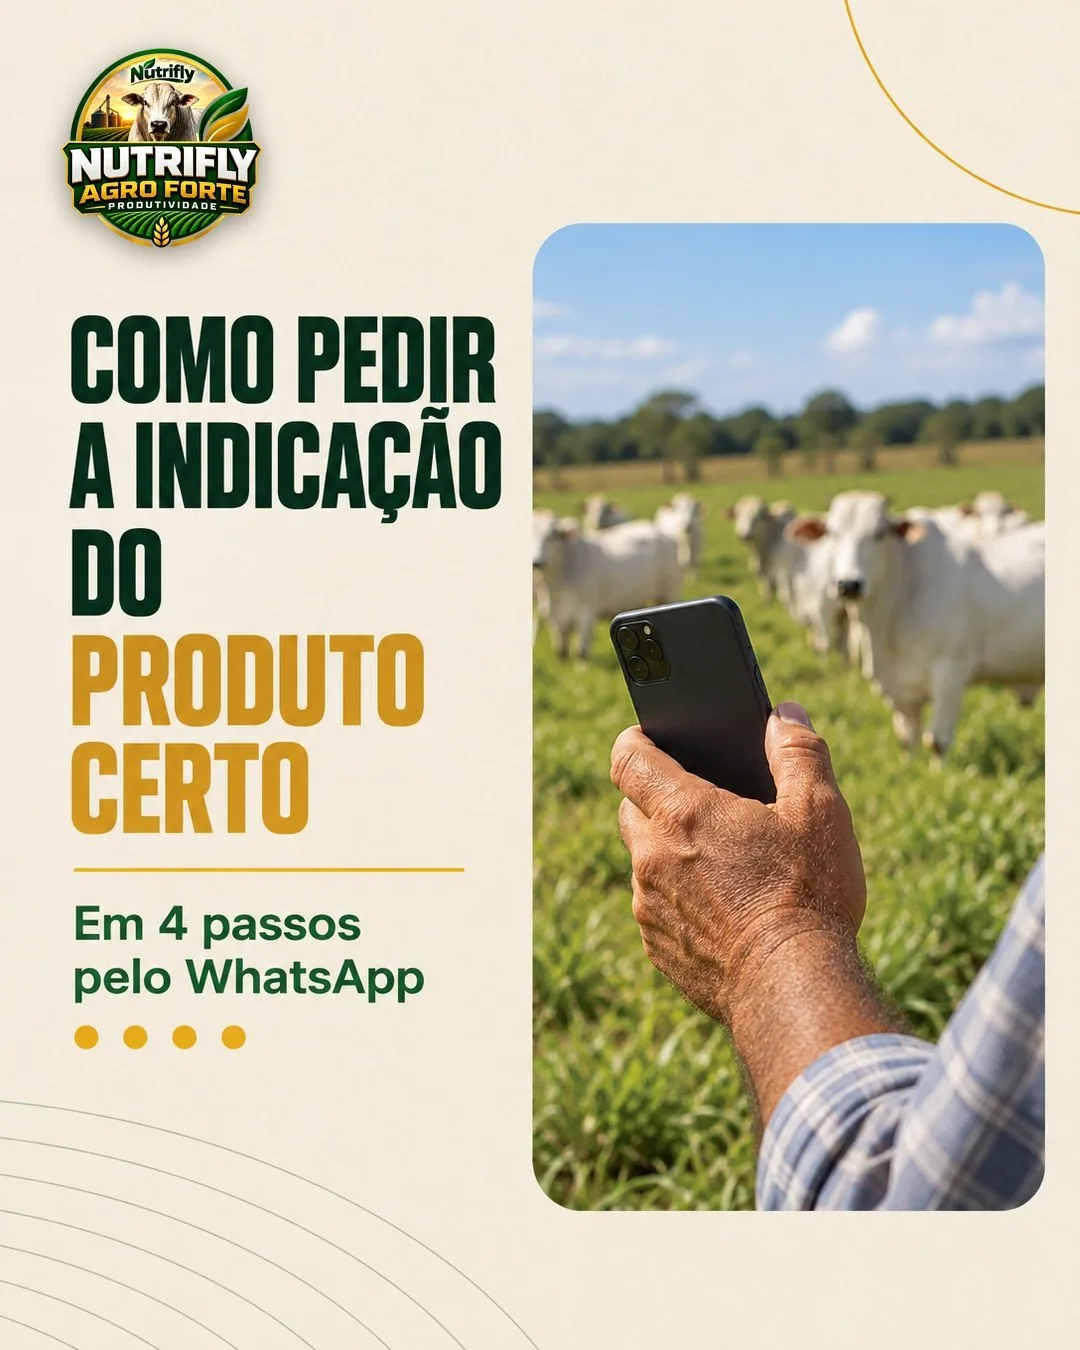 Nutrifly
NUTRIFLY
AGRO FORTE
PRODUTIVIDADE
COMO PEDIR
A INDICAÇÃO
DO
PRODUTO
CERTO
Em 4 passos
pelo WhatsApp